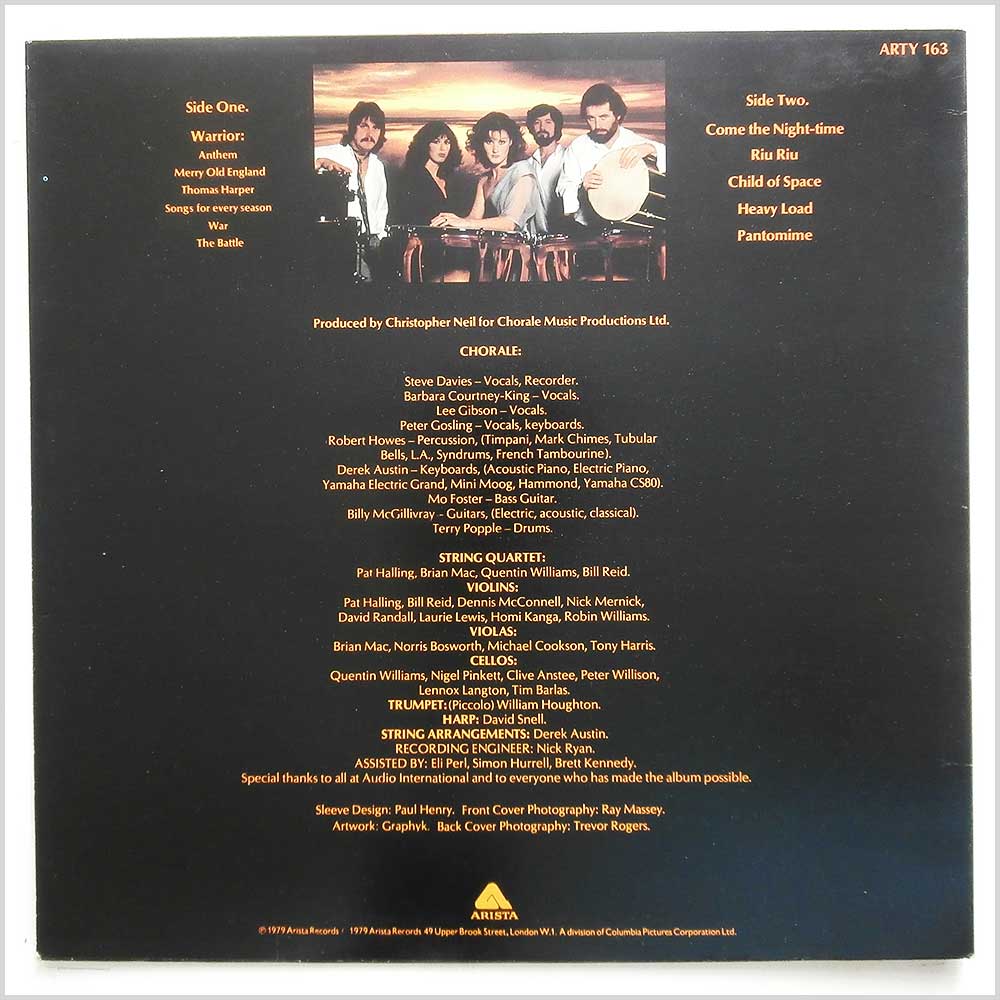 ARTY 163
Side One.
Warrior:
Anthem
Merry Old England
Thomas Harper
Songs for every season
War
The Battle
Side Two.
Come the Night-time
Riu Riu
Child of Space
Heavy Load
Pantomime
Produced by Christopher Neil for Chorale Music Productions Ltd.
CHORALE:
Steve Davies – Vocals, Recorder.
Barbara Courtney-King – Vocals.
Lee Gibson – Vocals.
Peter Gosling – Vocals, keyboards.
Robert Howes – Percussion, (Timpani, Mark Chimes, Tubular
Bells, L.A., Syndrums, French Tambourine).
Derek Austin – Keyboards, (Acoustic Piano, Electric Piano,
Yamaha Electric Grand, Mini Moog, Hammond, Yamaha CS80).
Mo Foster – Bass Guitar.
Billy McGillivray – Guitars, (Electric, acoustic, classical).
Terry Popple – Drums.
STRING QUARTET:
Pat Halling, Brian Mac, Quentin Williams, Bill Reid.
VIOLINS:
Pat Halling, Bill Reid, Dennis McConnell, Nick Mernick,
David Randall, Laurie Lewis, Homi Kanga, Robin Williams.
VIOLAS:
Brian Mac, Norris Bosworth, Michael Cookson, Tony Harris.
CELLOS:
Quentin Williams, Nigel Pinkett, Clive Anstee, Peter Willison,
Lennox Langton, Tim Barlas.
TRUMPET:(Piccolo) William Houghton.
HARP: David Snell.
STRING ARRANGEMENTS: Derek Austin.
RECORDING ENGINEER: Nick Ryan.
ASSISTED BY: Eli Perl, Simon Hurrell, Brett Kennedy.
Special thanks to all at Audio International and to everyone who has made the album possible.
Sleeve Design: Paul Henry. Front Cover Photography: Ray Massey.
Artwork: Graphyk. Back Cover Photography: Trevor Rogers.
ARISTA
℗ 1979 Arista Records / 1979 Arista Records 49 Upper Brook Street, London W.1. A division of Columbia Pictures Corporation Ltd.